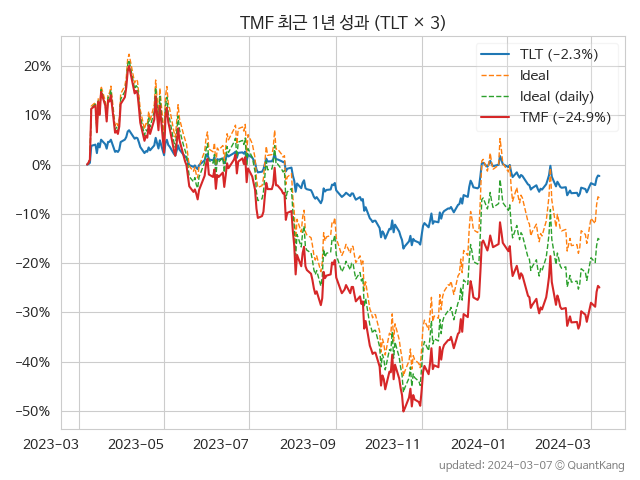 TMF 최근 1년 성과 (TLT × 3)
TLT (−2.3%)
Ideal
Ideal (daily)
TMF (−24.9%)
20%
10%
0%
−10%
−20%
−30%
−40%
−50%
2023−03 2023−05 2023−07 2023−09 2023−11 2024−01 2024−03
updated: 2024-03-07 ⓒ QuantKang